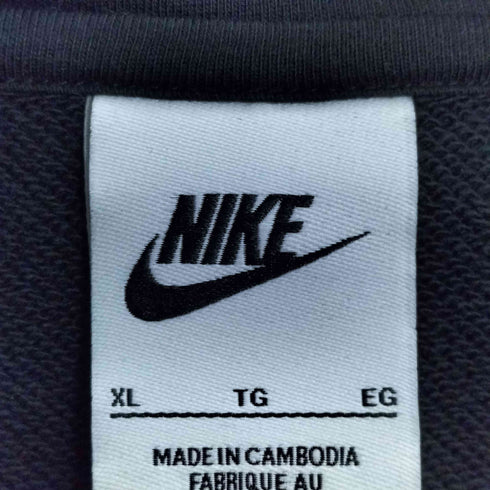 NIKE
XL TG EG
MADE IN CAMBODIA
FABRIQUE AU